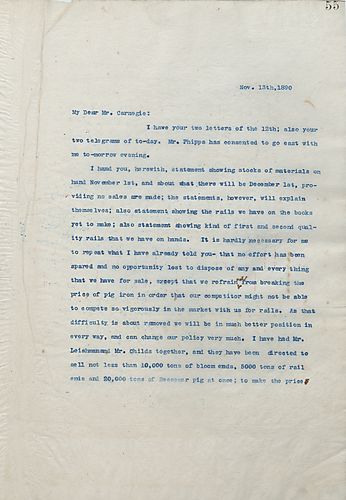 55
Nov. 13th,1890
My Dear Mr. Carnegie:
I have your two letters of the 12th; also your
two telegrams of to-day. Mr. Phipps has consented to go east with
me to-morrow evening.
I hand you, herewith, statement showing stocks of materials on
hand November 1st, and about what there will be December 1st, pro-
viding no sales are made; the statements, however, will explain
themselves; also statement showing the rails we have on the books
yet to make; also statement showing kind of first and second qual-
ity rails that we have on hands. It is hardly necessary for me
to repeat what I have already told you- that no effort has been
spared and no opportunity lost to dispose of any and every thing
that we have for sale, except that we refrain from breaking the
price of pig iron in order that our competitor might not be able
to compete so vigorously in the market with us for rails. As that
difficulty is about removed we will be in much better position in
every way, and can change our policy very much. I have had Mr.
Leishmanand Mr. Childs together, and they have been directed to
sell not less than 10,000 tons of bloom ends, 5000 tons of rail
ends and 20,000 tons of Bessemer pig at once; to make the price